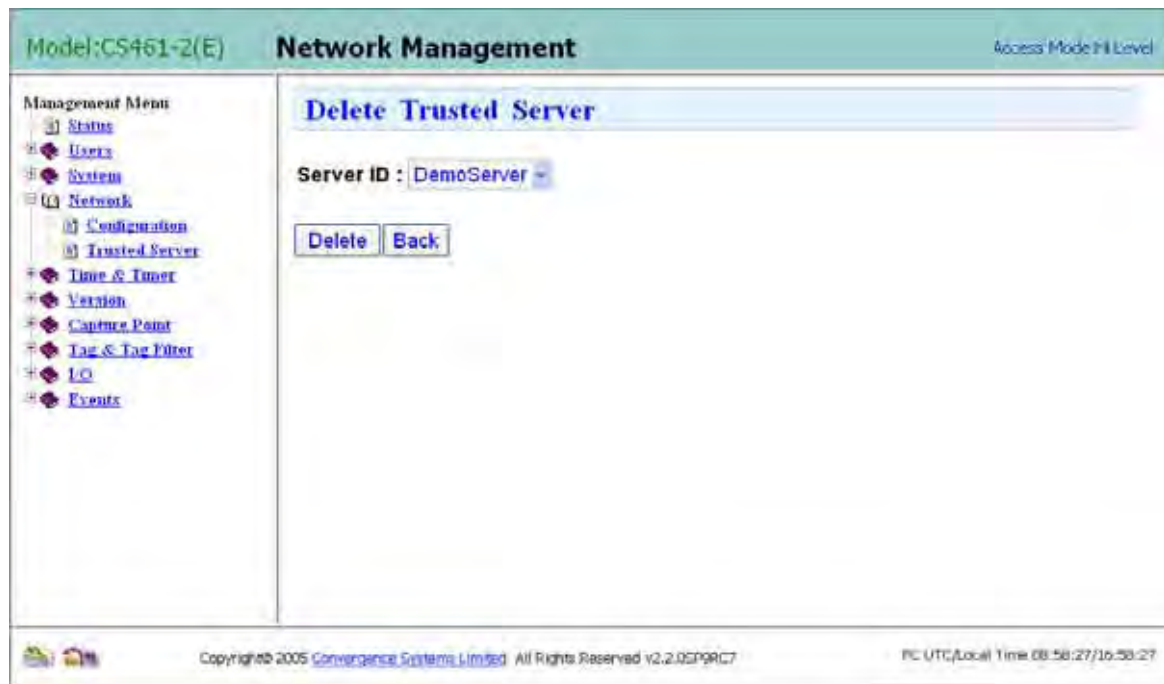 Model:CS461-2(E)
Network Management
Access Mode Hi Level
Management Menu
Status
Users
System
Network
Configuration
Trusted Server
Time & Timer
Version
Capture Point
Tag & Tag Filter
I/O
Events
Delete Trusted Server
Server ID : DemoServer
Delete Back
Copyright© 2005 Convergence Systems Limited All Rights Reserved v2.2.0SP9RC7
PC UTC/Local Time 08:58:27/16:58:27